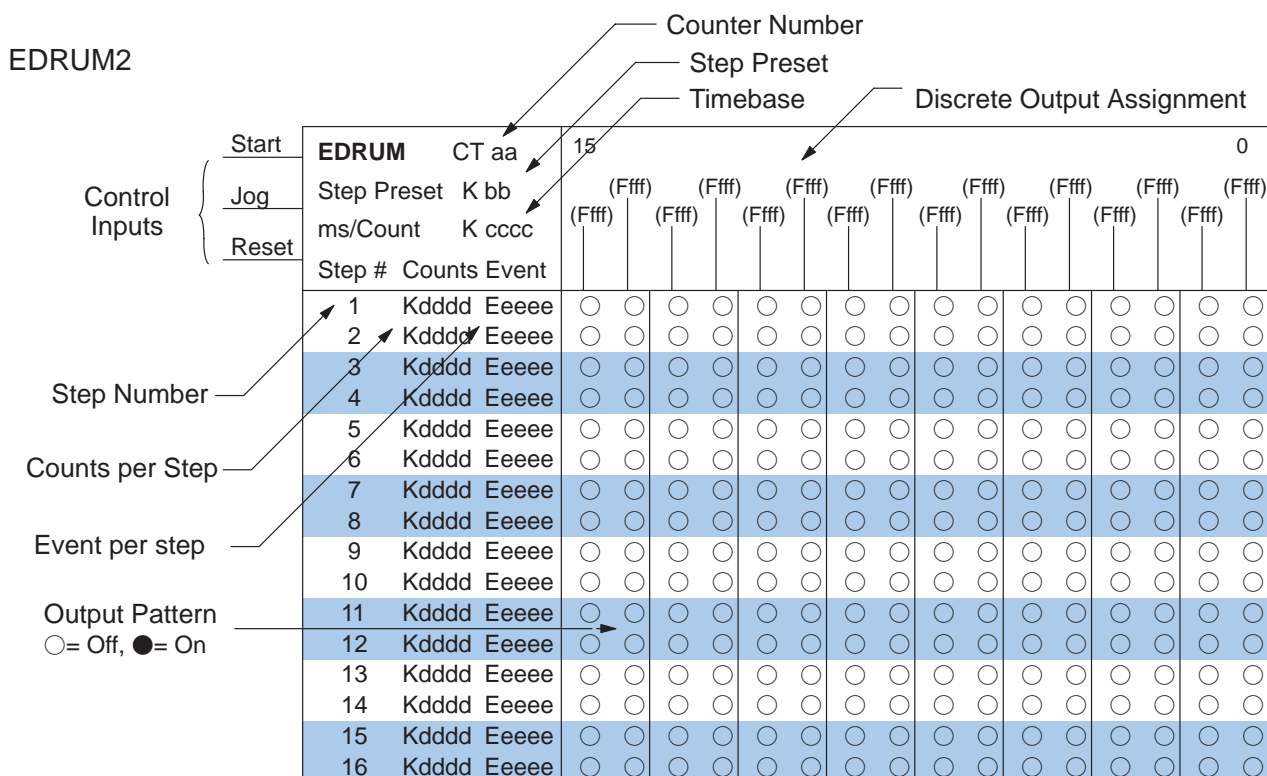 EDRUM2
Counter Number
Step Preset
Timebase
Discrete Output Assignment
Control
Inputs
Start
Jog
Reset
EDRUM CT aa
Step Preset K bb
ms/Count K cccc
Step # Counts Event
15 0
(Ffff) (Ffff) (Ffff) (Ffff) (Ffff) (Ffff) (Ffff) (Ffff)
(Ffff) (Ffff) (Ffff) (Ffff) (Ffff) (Ffff) (Ffff) (Ffff)
1 Kdddd Eeeee
2 Kdddd Eeeee
3 Kdddd Eeeee
4 Kdddd Eeeee
5 Kdddd Eeeee
6 Kdddd Eeeee
7 Kdddd Eeeee
8 Kdddd Eeeee
9 Kdddd Eeeee
10 Kdddd Eeeee
11 Kdddd Eeeee
12 Kdddd Eeeee
13 Kdddd Eeeee
14 Kdddd Eeeee
15 Kdddd Eeeee
16 Kdddd Eeeee
Step Number
Counts per Step
Event per step
Output Pattern
○= Off, ●= On